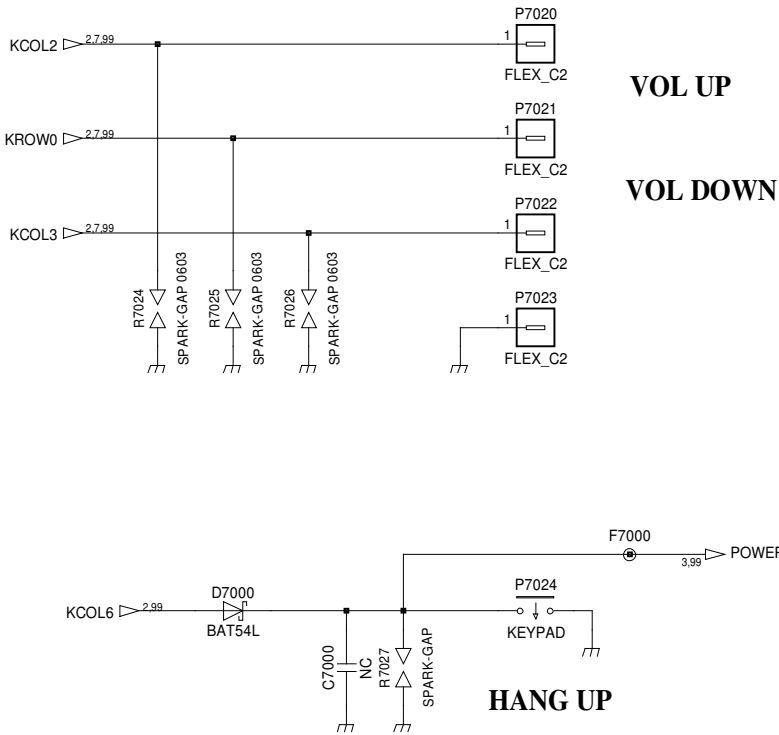 P7020
KCOL2 2,7,99 1
FLEX_C2
VOL UP
P7021
KROW0 2,7,99 1
FLEX_C2
VOL DOWN
P7022
KCOL3 2,7,99 1
FLEX_C2
R7024
SPARK-GAP 0603
R7025
SPARK-GAP 0603
R7026
SPARK-GAP 0603
P7023
1
FLEX_C2
F7000
3,99 POWER
D7000
P7024
KCOL6 2,99
BAT54L
KEYPAD
C7000
NC
R7027
SPARK-GAP
HANG UP